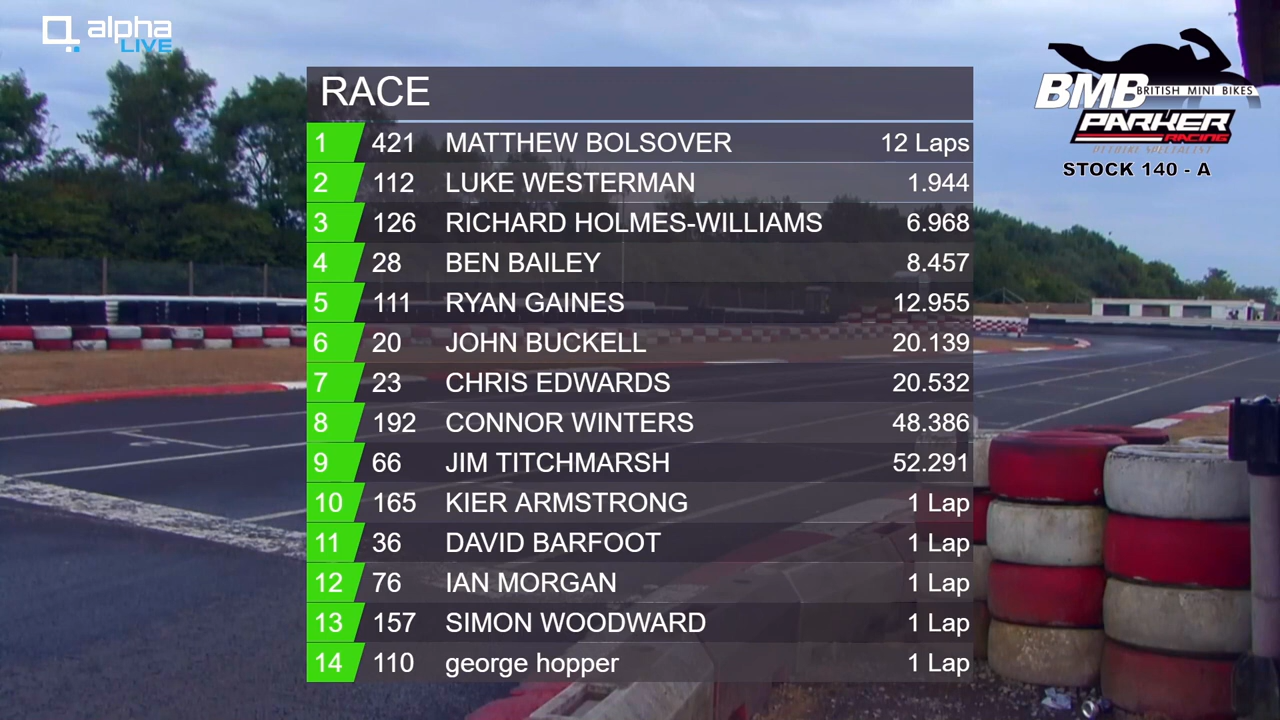 alpha
LIVE
BMB BRITISH MINI BIKES
PARKER
RACING
PITBIKE SPECIALIST
STOCK 140 - A
RACE
1 421 MATTHEW BOLSOVER 12 Laps
2 112 LUKE WESTERMAN 1.944
3 126 RICHARD HOLMES-WILLIAMS 6.968
4 28 BEN BAILEY 8.457
5 111 RYAN GAINES 12.955
6 20 JOHN BUCKELL 20.139
7 23 CHRIS EDWARDS 20.532
8 192 CONNOR WINTERS 48.386
9 66 JIM TITCHMARSH 52.291
10 165 KIER ARMSTRONG 1 Lap
11 36 DAVID BARFOOT 1 Lap
12 76 IAN MORGAN 1 Lap
13 157 SIMON WOODWARD 1 Lap
14 110 george hopper 1 Lap